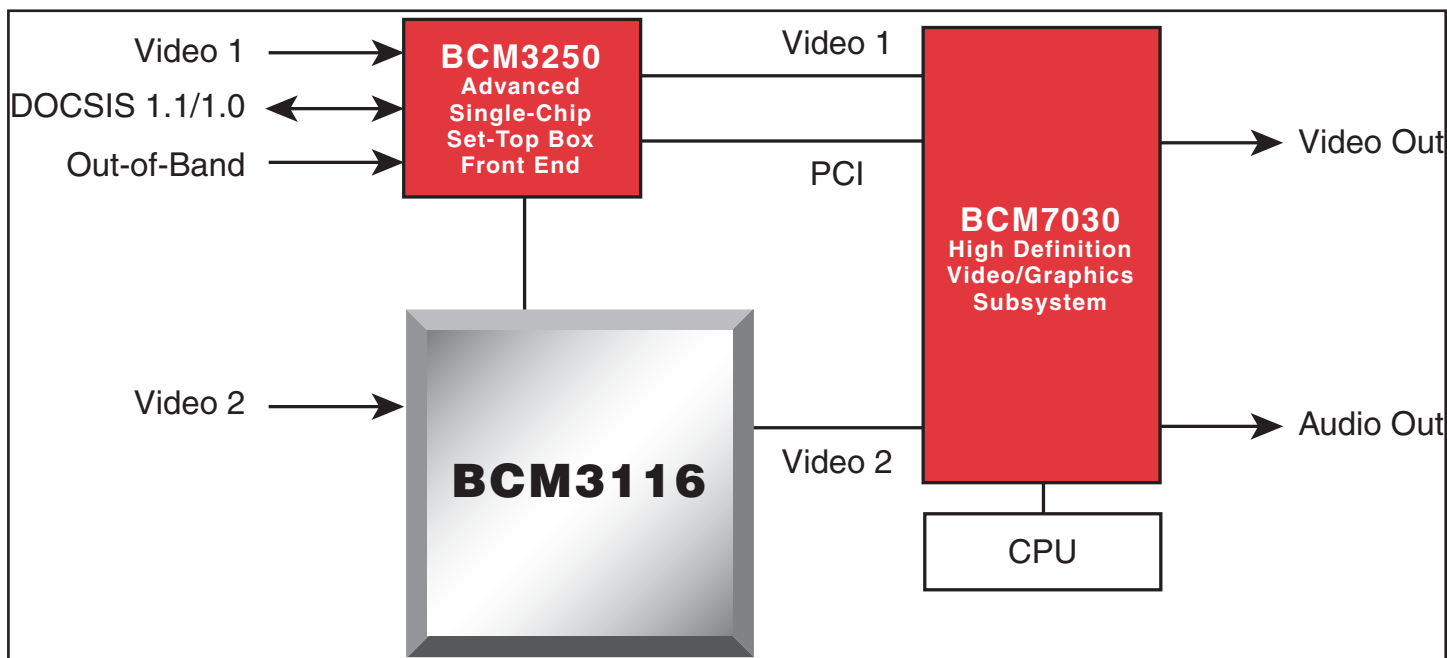 Video 1
DOCSIS 1.1/1.0
Out-of-Band
BCM3250
Advanced
Single-Chip
Set-Top Box
Front End
Video 1
PCI
BCM7030
High Definition
Video/Graphics
Subsystem
Video Out
Audio Out
Video 2
BCM3116
Video 2
CPU